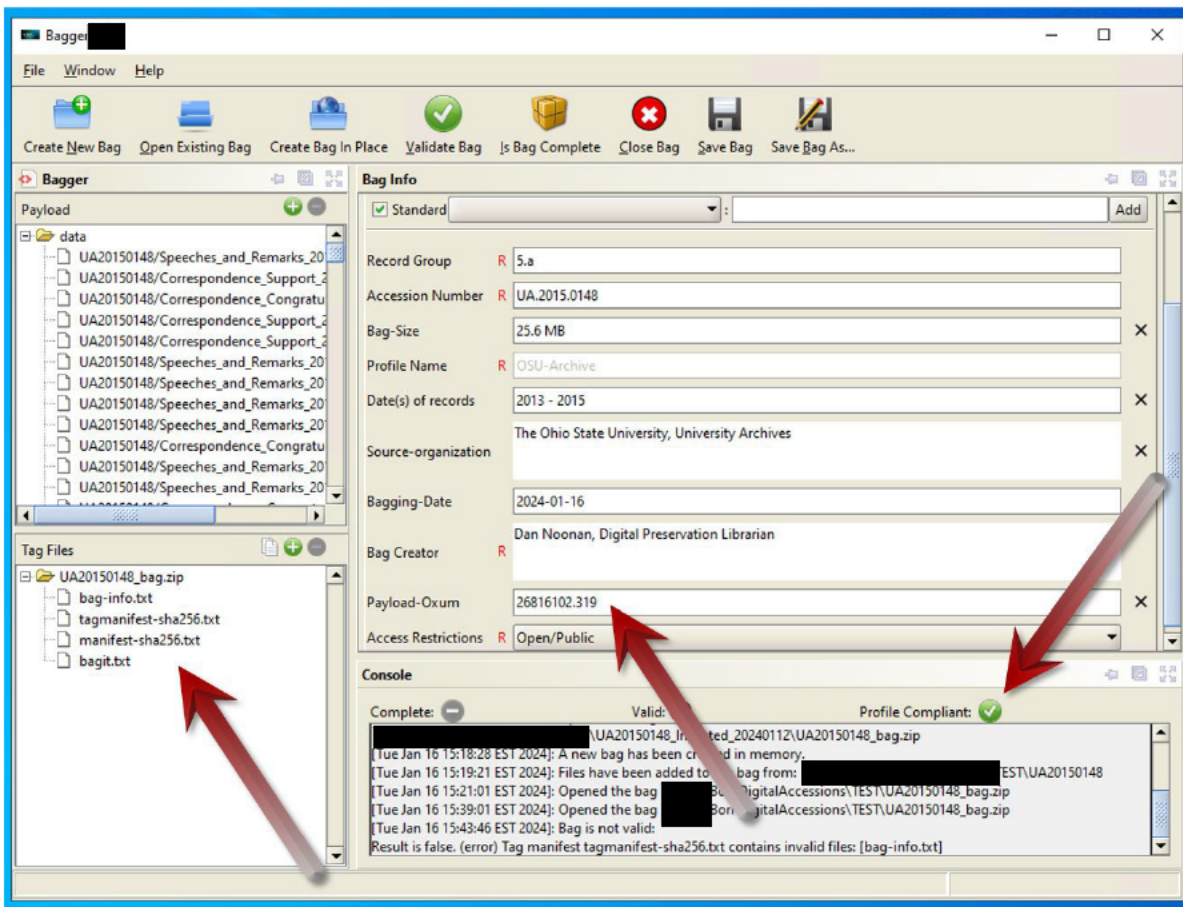 Bagger
File Window Help
Create New Bag Open Existing Bag Create Bag In Place Validate Bag Is Bag Complete Close Bag Save Bag Save Bag As...
Bagger
Payload
data
UA20150148/Speeches_and_Remarks_20
UA20150148/Correspondence_Support_2
UA20150148/Correspondence_Congratu
UA20150148/Correspondence_Support_2
UA20150148/Correspondence_Support_2
UA20150148/Speeches_and_Remarks_20
UA20150148/Speeches_and_Remarks_20
UA20150148/Speeches_and_Remarks_20
UA20150148/Speeches_and_Remarks_20
UA20150148/Correspondence_Congratu
UA20150148/Speeches_and_Remarks_20
UA20150148/Speeches_and_Remarks_20
Tag Files
UA20150148_bag.zip
bag-info.txt
tagmanifest-sha256.txt
manifest-sha256.txt
bagit.txt
Bag Info
Standard : Add
Record Group R 5.a
Accession Number R UA.2015.0148
Bag-Size 25.6 MB
Profile Name R OSU-Archive
Date(s) of records 2013 - 2015
Source-organization The Ohio State University, University Archives
Bagging-Date 2024-01-16
Bag Creator R Dan Noonan, Digital Preservation Librarian
Payload-Oxum 26816102.319
Access Restrictions R Open/Public
Console
Complete: Valid: Profile Compliant:
\UA20150148_In ted_20240112\UA20150148_bag.zip
[Tue Jan 16 15:18:28 EST 2024]: A new bag has been cr ed in memory.
[Tue Jan 16 15:19:21 EST 2024]: Files have been added to bag from: TEST\UA20150148
[Tue Jan 16 15:21:01 EST 2024]: Opened the bag Bor DigitalAccessions\TEST\UA20150148_bag.zip
[Tue Jan 16 15:39:01 EST 2024]: Opened the bag Bor gitalAccessions\TEST\UA20150148_bag.zip
[Tue Jan 16 15:43:46 EST 2024]: Bag is not valid:
Result is false. (error) Tag manifest tagmanifest-sha256.txt contains invalid files: [bag-info.txt]